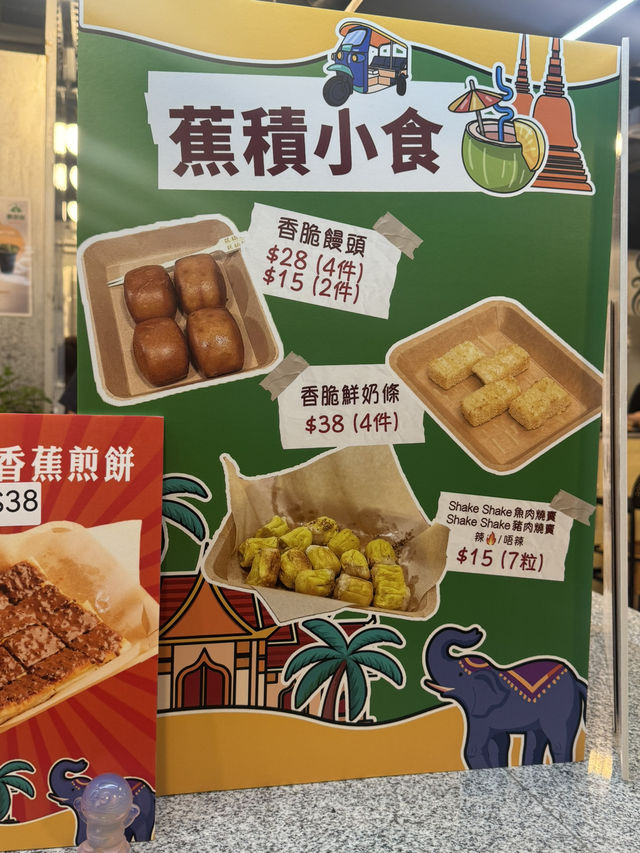 蕉積小食
香脆饅頭
$28 (4件)
$15 (2件)
香脆鮮奶條
$38 (4件)
Shake Shake魚肉燒賣
Shake Shake豬肉燒賣
辣🔥/唔辣
$15 (7粒)
香蕉煎餅
$38